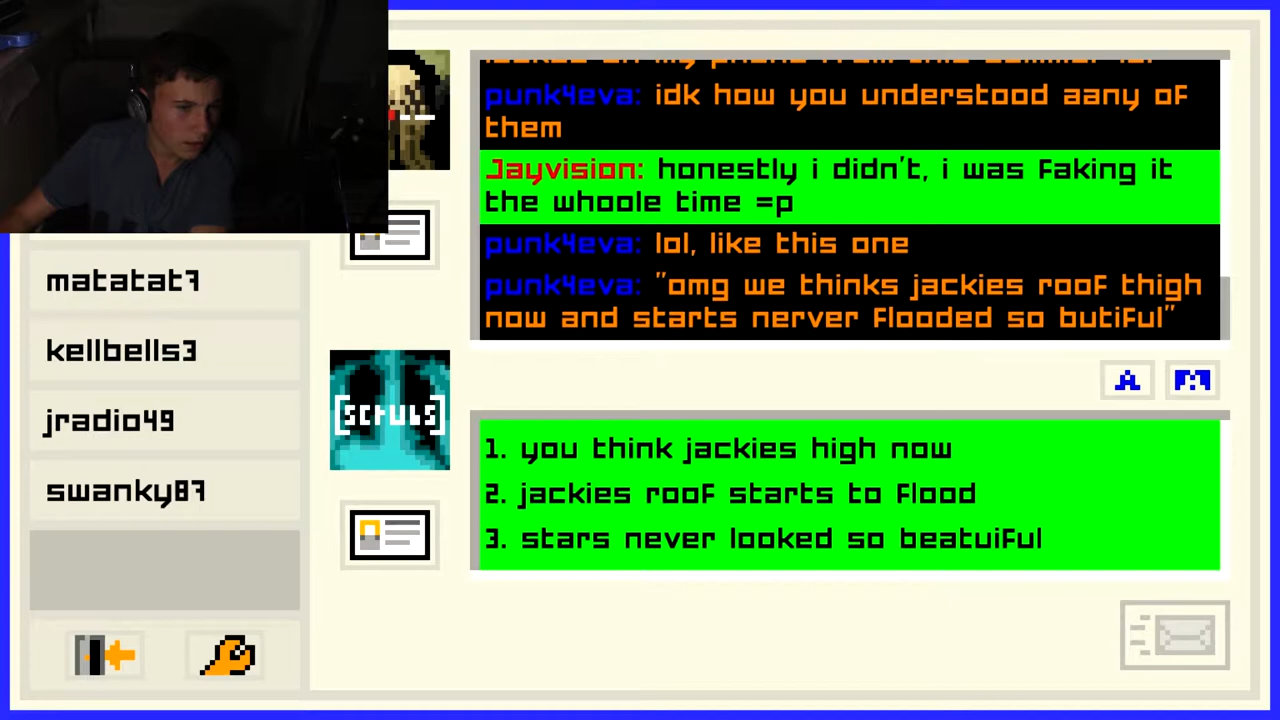 punk4eva: idk how you understood aany of
them
Jayvision: honestly i didn't, i was faking it
the whoole time =p
punk4eva: lol, like this one
punk4eva: "omg we thinks jackies roof thigh
now and starts nerver flooded so butiful"
matatat7
kellbells3
jradio49
swanky87
[scrubs]
A
M
1. you think jackies high now
2. jackies roof starts to flood
3. stars never looked so beatuiful